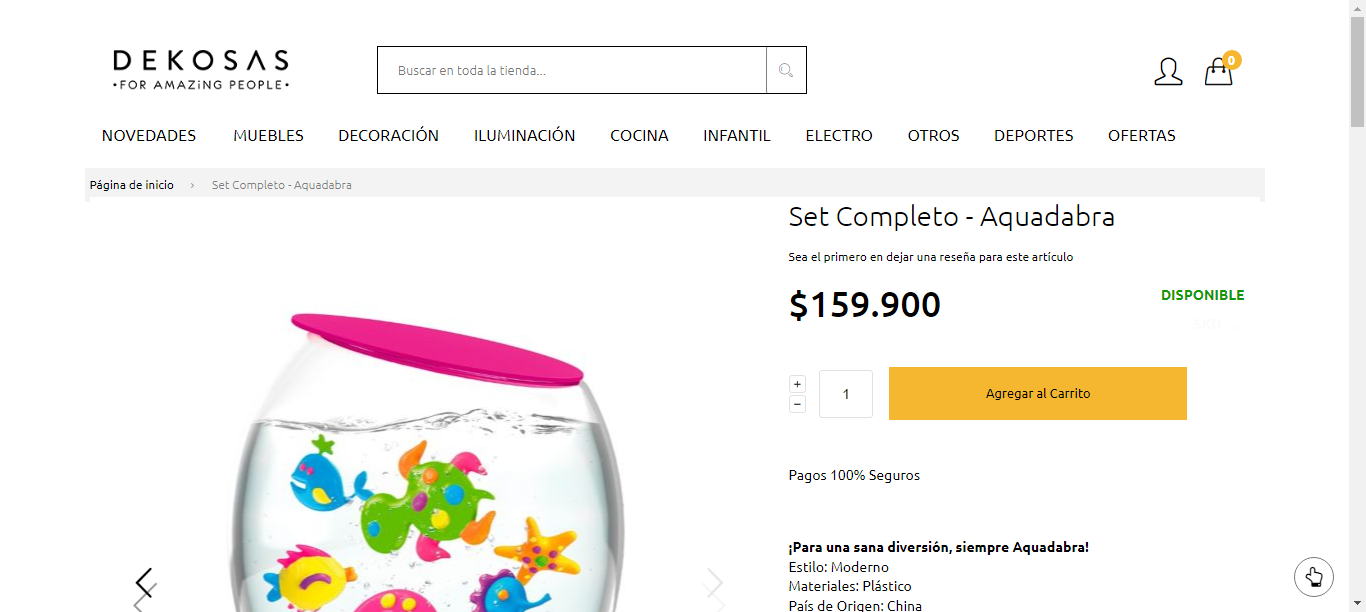 DEKOSAS
•FOR AMAZiNG PEOPLE•
Buscar en toda la tienda...
0
NOVEDADES MUEBLES DECORACIÓN ILUMINACIÓN COCINA INFANTIL ELECTRO OTROS DEPORTES OFERTAS
Página de inicio › Set Completo - Aquadabra
Set Completo - Aquadabra
Sea el primero en dejar una reseña para este artículo
$159.900
DISPONIBLE
SKU
+
1
Agregar al Carrito
−
Pagos 100% Seguros
¡Para una sana diversión, siempre Aquadabra!
Estilo: Moderno
Materiales: Plástico
País de Origen: China